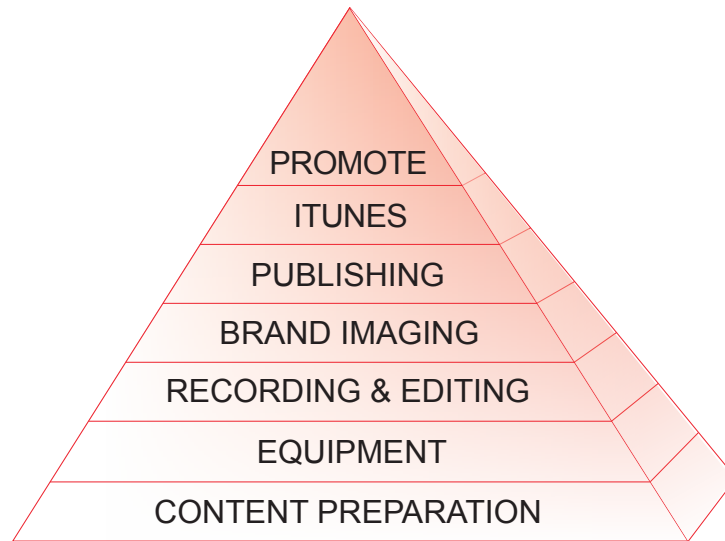 PROMOTE
ITUNES
PUBLISHING
BRAND IMAGING
RECORDING & EDITING
EQUIPMENT
CONTENT PREPARATION